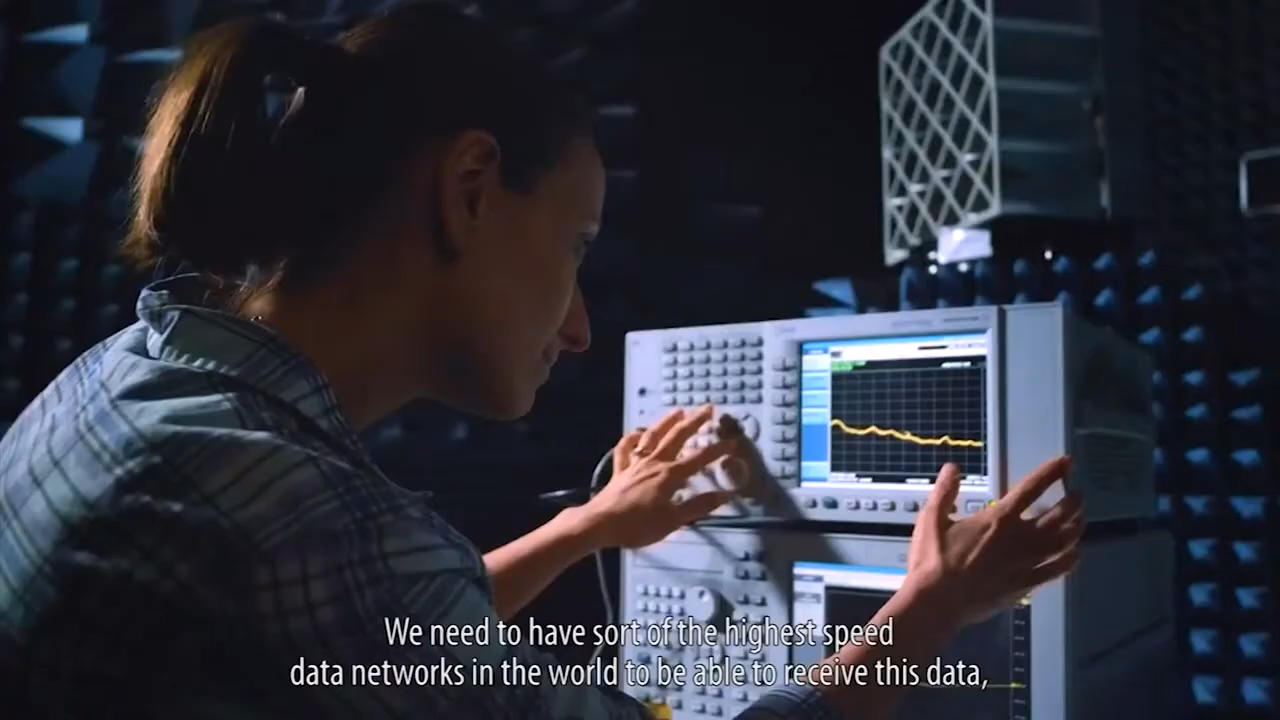 We need to have sort of the highest speed
data networks in the world to be able to receive this data,